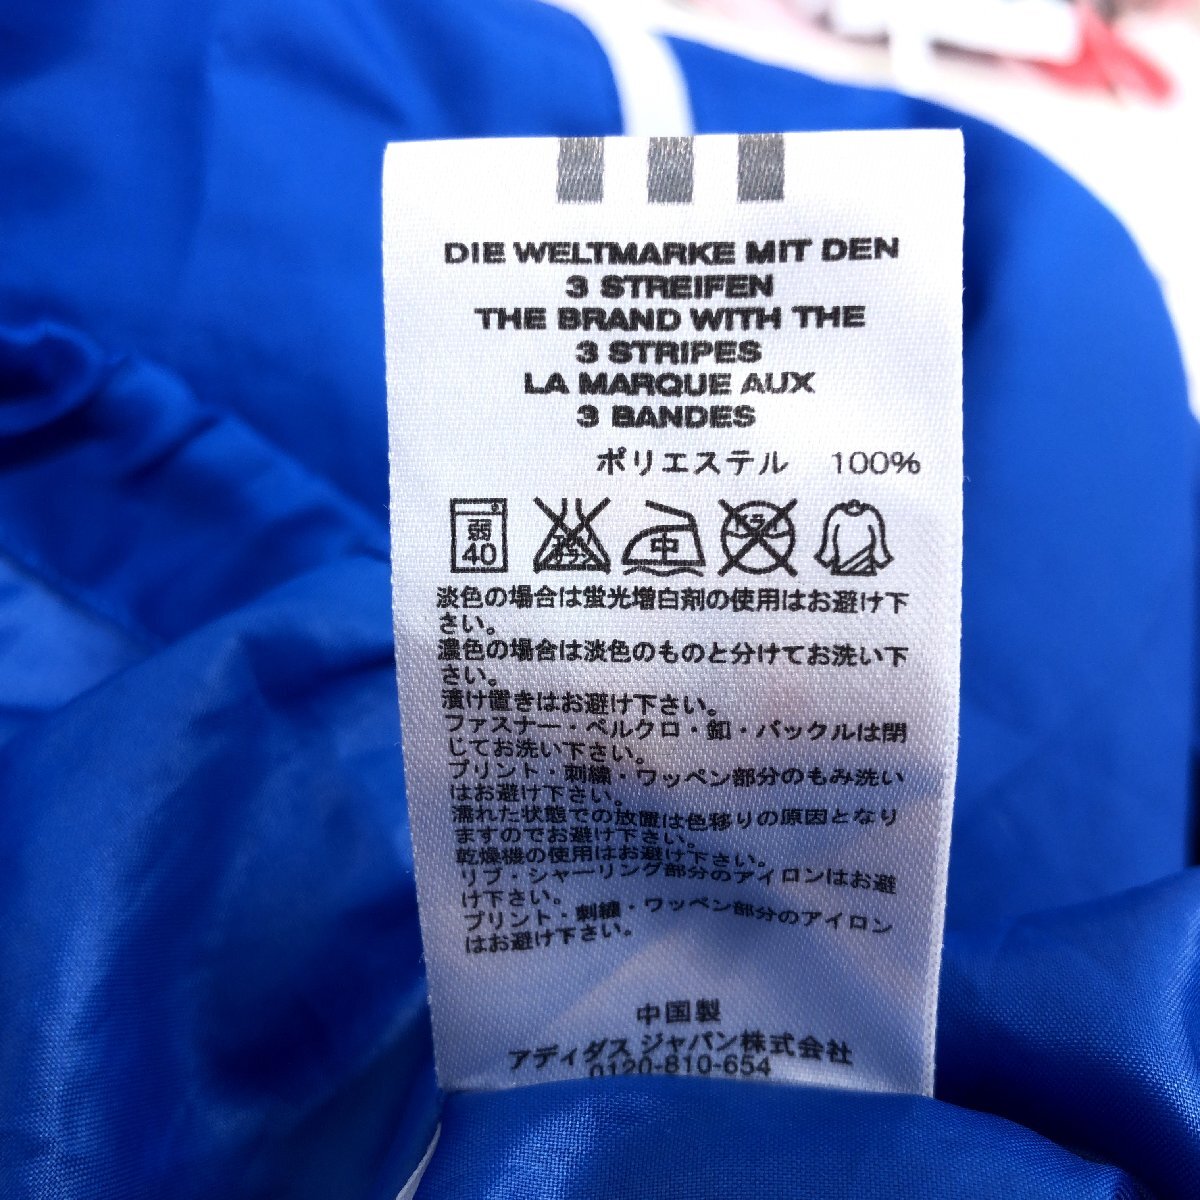 DIE WELTMARKE MIT DEN
3 STREIFEN
THE BRAND WITH THE
3 STRIPES
LA MARQUE AUX
3 BANDES
ポリエステル 100%
弱
40
エンソ
サラシ
中
ドライ
淡色の場合は蛍光増白剤の使用はお避け下
さい。
濃色の場合は淡色のものと分けてお洗い下
さい。
漬け置きはお避け下さい。
ファスナー・ベルクロ・釦・バックルは閉
じてお洗い下さい。
プリント・刺繍・ワッペン部分のもみ洗い
はお避け下さい。
濡れた状態での放置は色移りの原因となり
ますのでお避け下さい。
乾燥機の使用はお避け下さい。
リブ・シャーリング部分のアイロンはお避
け下さい。
プリント・刺繍・ワッペン部分のアイロン
はお避け下さい。
中国製
アディダス ジャパン株式会社
0120-810-654